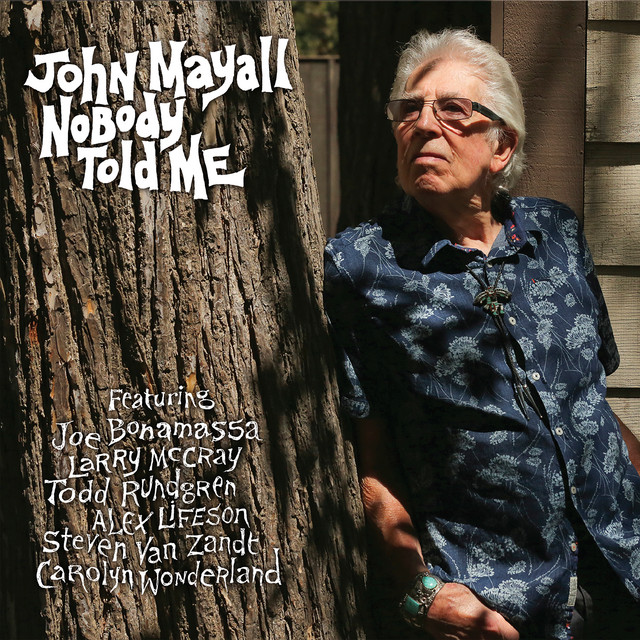 John Mayall
Nobody
Told Me
Featuring
Joe Bonamassa
Larry McCray
Todd Rundgren
Alex Lifeson
Steven Van Zandt
Carolyn Wonderland